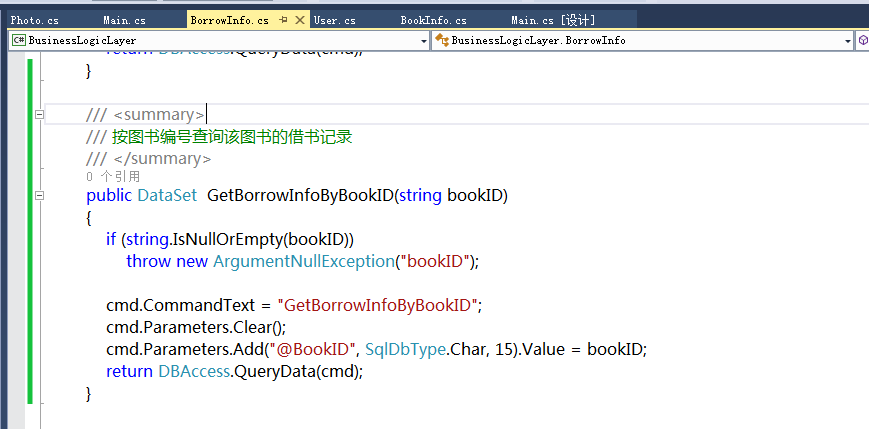 Photo.cs Main.cs BorrowInfo.cs User.cs BookInfo.cs Main.cs [设计]
C# BusinessLogicLayer BusinessLogicLayer.BorrowInfo
return DBAccess.QueryData(cmd);
}
/// <summary>
/// 按图书编号查询该图书的借书记录
/// </summary>
0 个引用
public DataSet GetBorrowInfoByBookID(string bookID)
{
if (string.IsNullOrEmpty(bookID))
throw new ArgumentNullException("bookID");
cmd.CommandText = "GetBorrowInfoByBookID";
cmd.Parameters.Clear();
cmd.Parameters.Add("@BookID", SqlDbType.Char, 15).Value = bookID;
return DBAccess.QueryData(cmd);
}